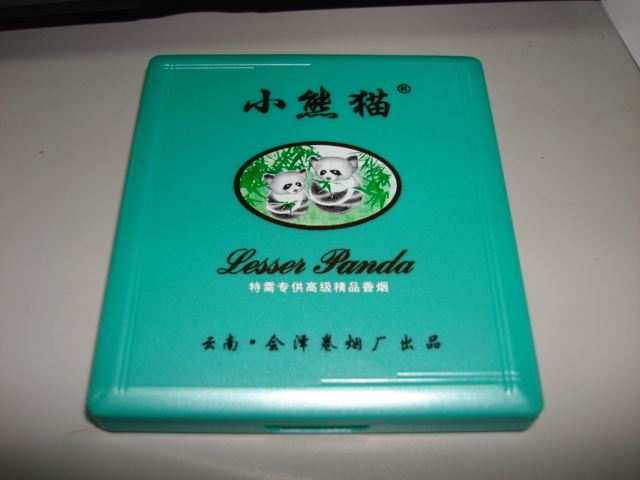 小熊猫®
Lesser Panda
特需专供高级精品香烟
云南·会泽卷烟厂出品